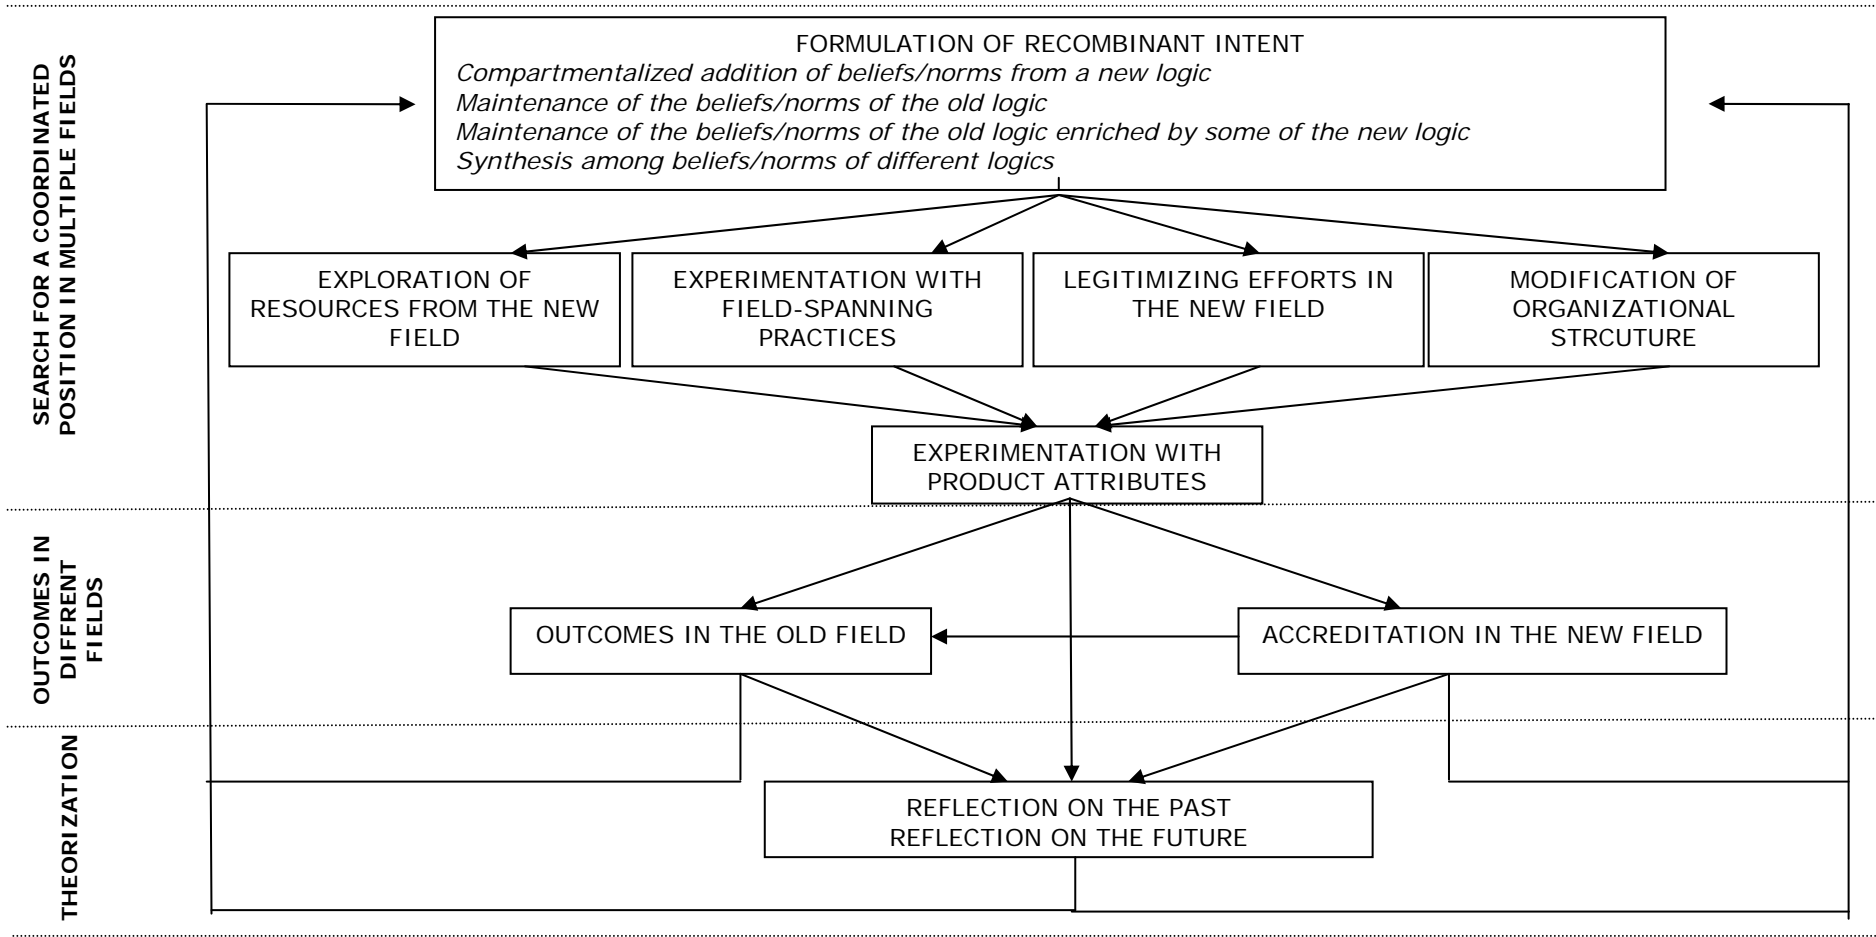 SEARCH FOR A COORDINATED
POSITION IN MULTIPLE FIELDS
FORMULATION OF RECOMBINANT INTENT
Compartmentalized addition of beliefs/norms from a new logic
Maintenance of the beliefs/norms of the old logic
Maintenance of the beliefs/norms of the old logic enriched by some of the new logic
Synthesis among beliefs/norms of different logics
EXPLORATION OF
RESOURCES FROM THE NEW
FIELD
EXPERIMENTATION WITH
FIELD-SPANNING
PRACTICES
LEGITIMIZING EFFORTS IN
THE NEW FIELD
MODIFICATION OF
ORGANIZATIONAL
STRCUTURE
EXPERIMENTATION WITH
PRODUCT ATTRIBUTES
OUTCOMES IN
DIFFRENT
FIELDS
OUTCOMES IN THE OLD FIELD
ACCREDITATION IN THE NEW FIELD
THEORIZATION
REFLECTION ON THE PAST
REFLECTION ON THE FUTURE